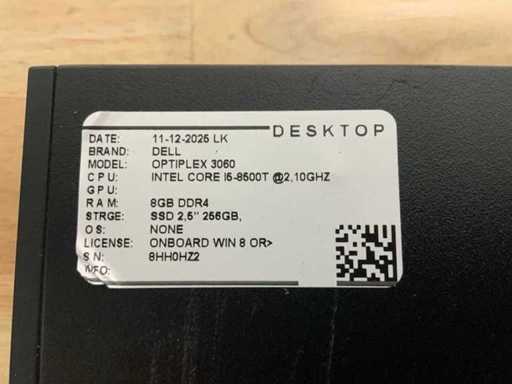 DESKTOP
DATE: 11-12-2025 LK
BRAND: DELL
MODEL: OPTIPLEX 3060
CPU: INTEL CORE I5-8500T @2,10GHZ
GPU:
RAM: 8GB DDR4
STRGE: SSD 2,5" 256GB,
OS: NONE
LICENSE: ONBOARD WIN 8 OR>
S/N: 8HH0HZ2
INFO: